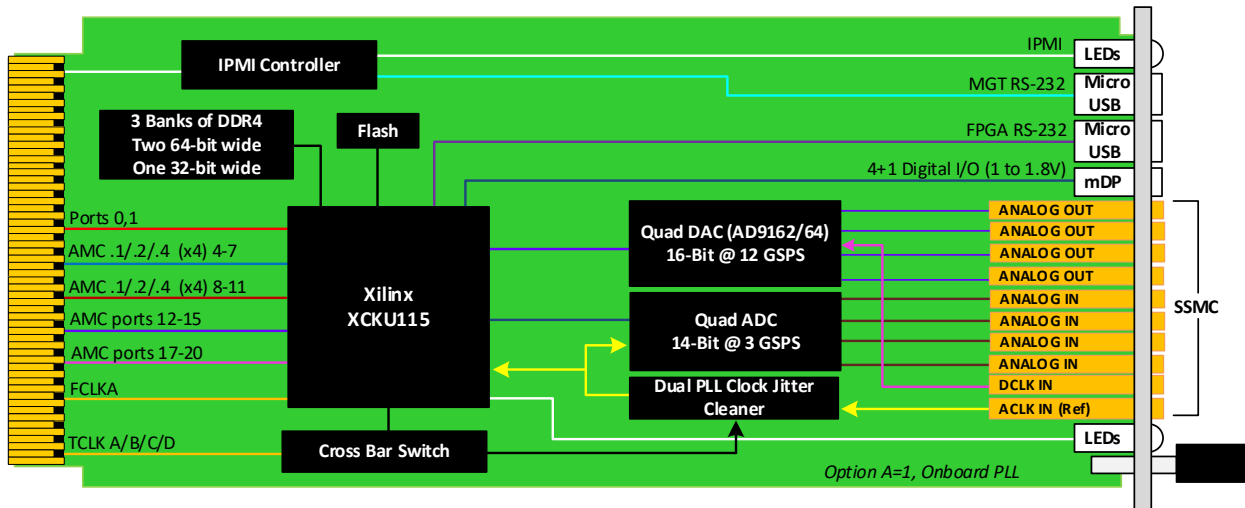 IPMI
LEDs
IPMI Controller
MGT RS-232
Micro
USB
3 Banks of DDR4
Two 64-bit wide
One 32-bit wide
Flash
FPGA RS-232
Micro
USB
4+1 Digital I/O (1 to 1.8V)
mDP
Ports 0,1
AMC .1/.2/.4 (x4) 4-7
AMC .1/.2/.4 (x4) 8-11
AMC ports 12-15
AMC ports 17-20
FCLKA
TCLK A/B/C/D
Xilinx
XCKU115
Cross Bar Switch
Quad DAC (AD9162/64)
16-Bit @ 12 GSPS
Quad ADC
14-Bit @ 3 GSPS
Dual PLL Clock Jitter
Cleaner
ANALOG OUT
ANALOG OUT
ANALOG OUT
ANALOG OUT
ANALOG IN
ANALOG IN
ANALOG IN
ANALOG IN
DCLK IN
ACLK IN (Ref)
SSMC
LEDs
Option A=1, Onboard PLL